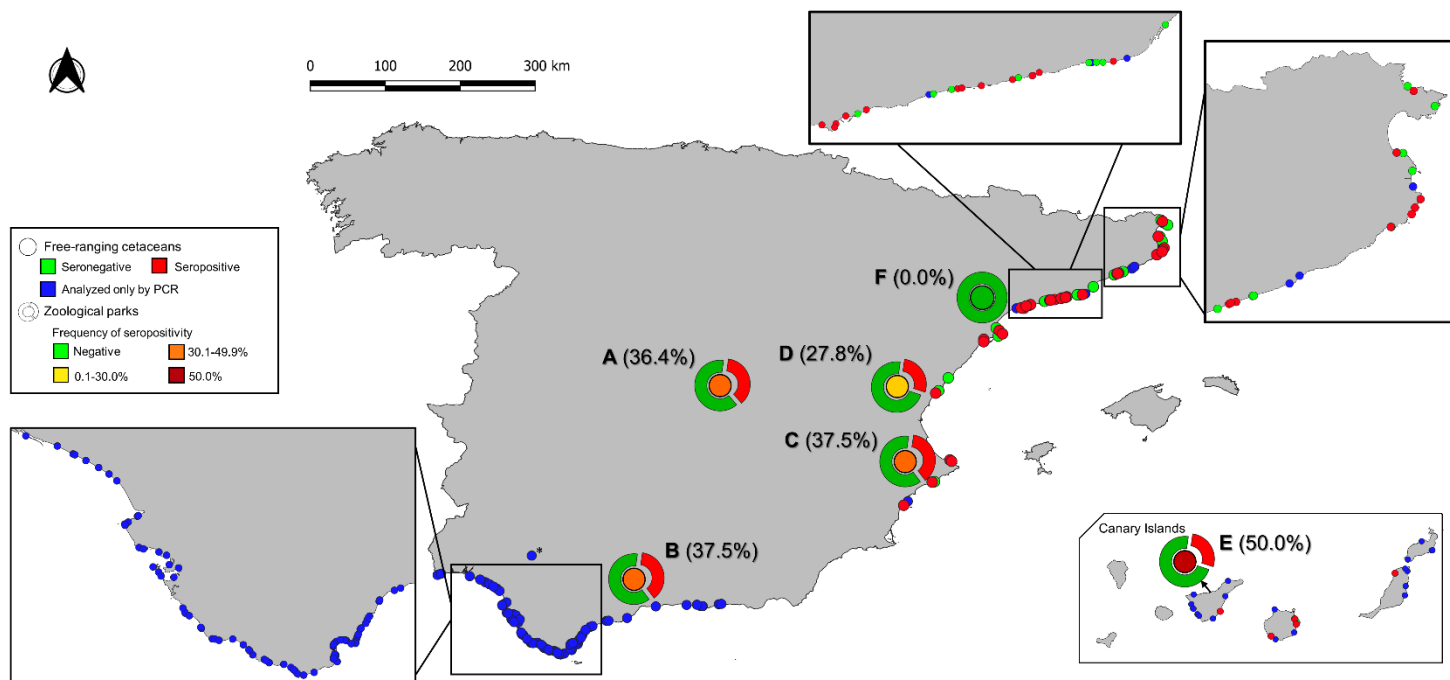 0 100 200 300 km
Free-ranging cetaceans
Seronegative Seropositive
Analyzed only by PCR
Zoological parks
Frequency of seropositivity
Negative 30.1-49.9%
0.1-30.0% 50.0%
F (0.0%)
A (36.4%)
D (27.8%)
C (37.5%)
B (37.5%)
*
Canary Islands
E (50.0%)